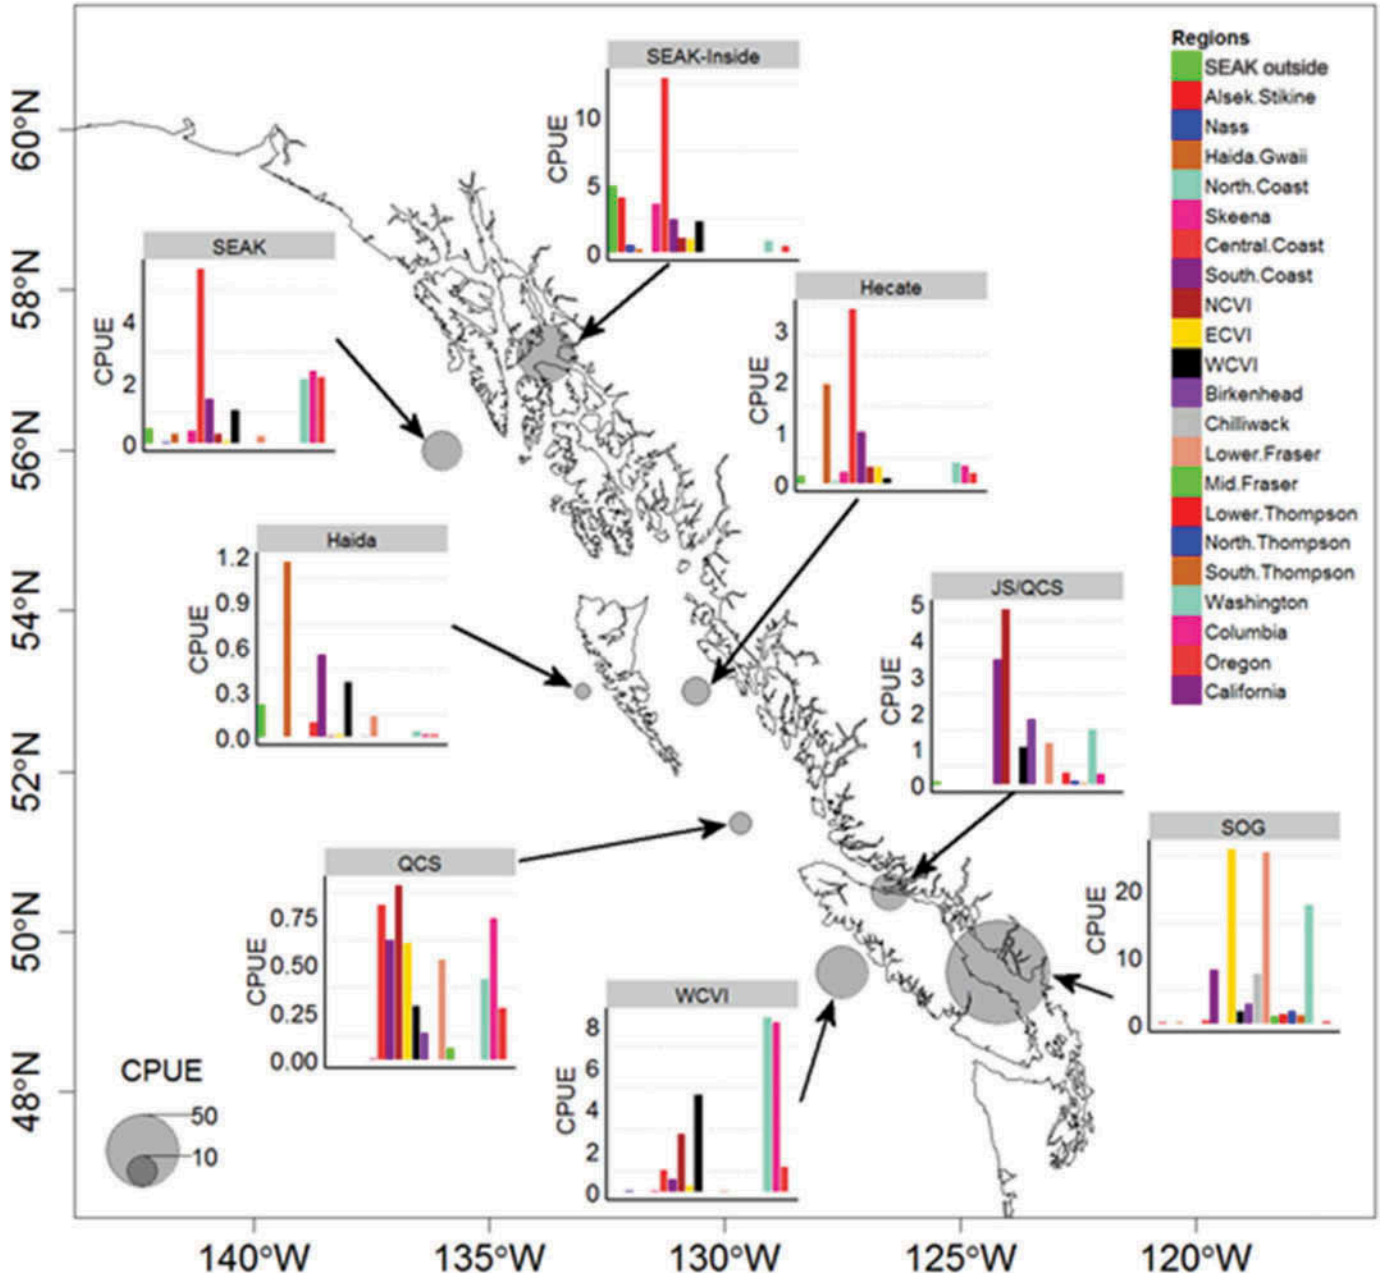 60°N
58°N
56°N
54°N
52°N
50°N
48°N
140°W
135°W
130°W
125°W
120°W
SEAK-Inside
CPUE
10
5
0
SEAK
CPUE
4
2
0
Hecate
CPUE
3
2
1
0
Haida
CPUE
1.2
0.9
0.6
0.3
0.0
JS/QCS
CPUE
5
4
3
2
1
0
QCS
CPUE
0.75
0.50
0.25
0.00
SOG
CPUE
20
10
0
WCVI
CPUE
8
6
4
2
0
CPUE
50
10
Regions
SEAK outside
Alsek.Stikine
Nass
Haida.Gwaii
North.Coast
Skeena
Central.Coast
South.Coast
NCVI
ECVI
WCVI
Birkenhead
Chilliwack
Lower.Fraser
Mid.Fraser
Lower.Thompson
North.Thompson
South.Thompson
Washington
Columbia
Oregon
California